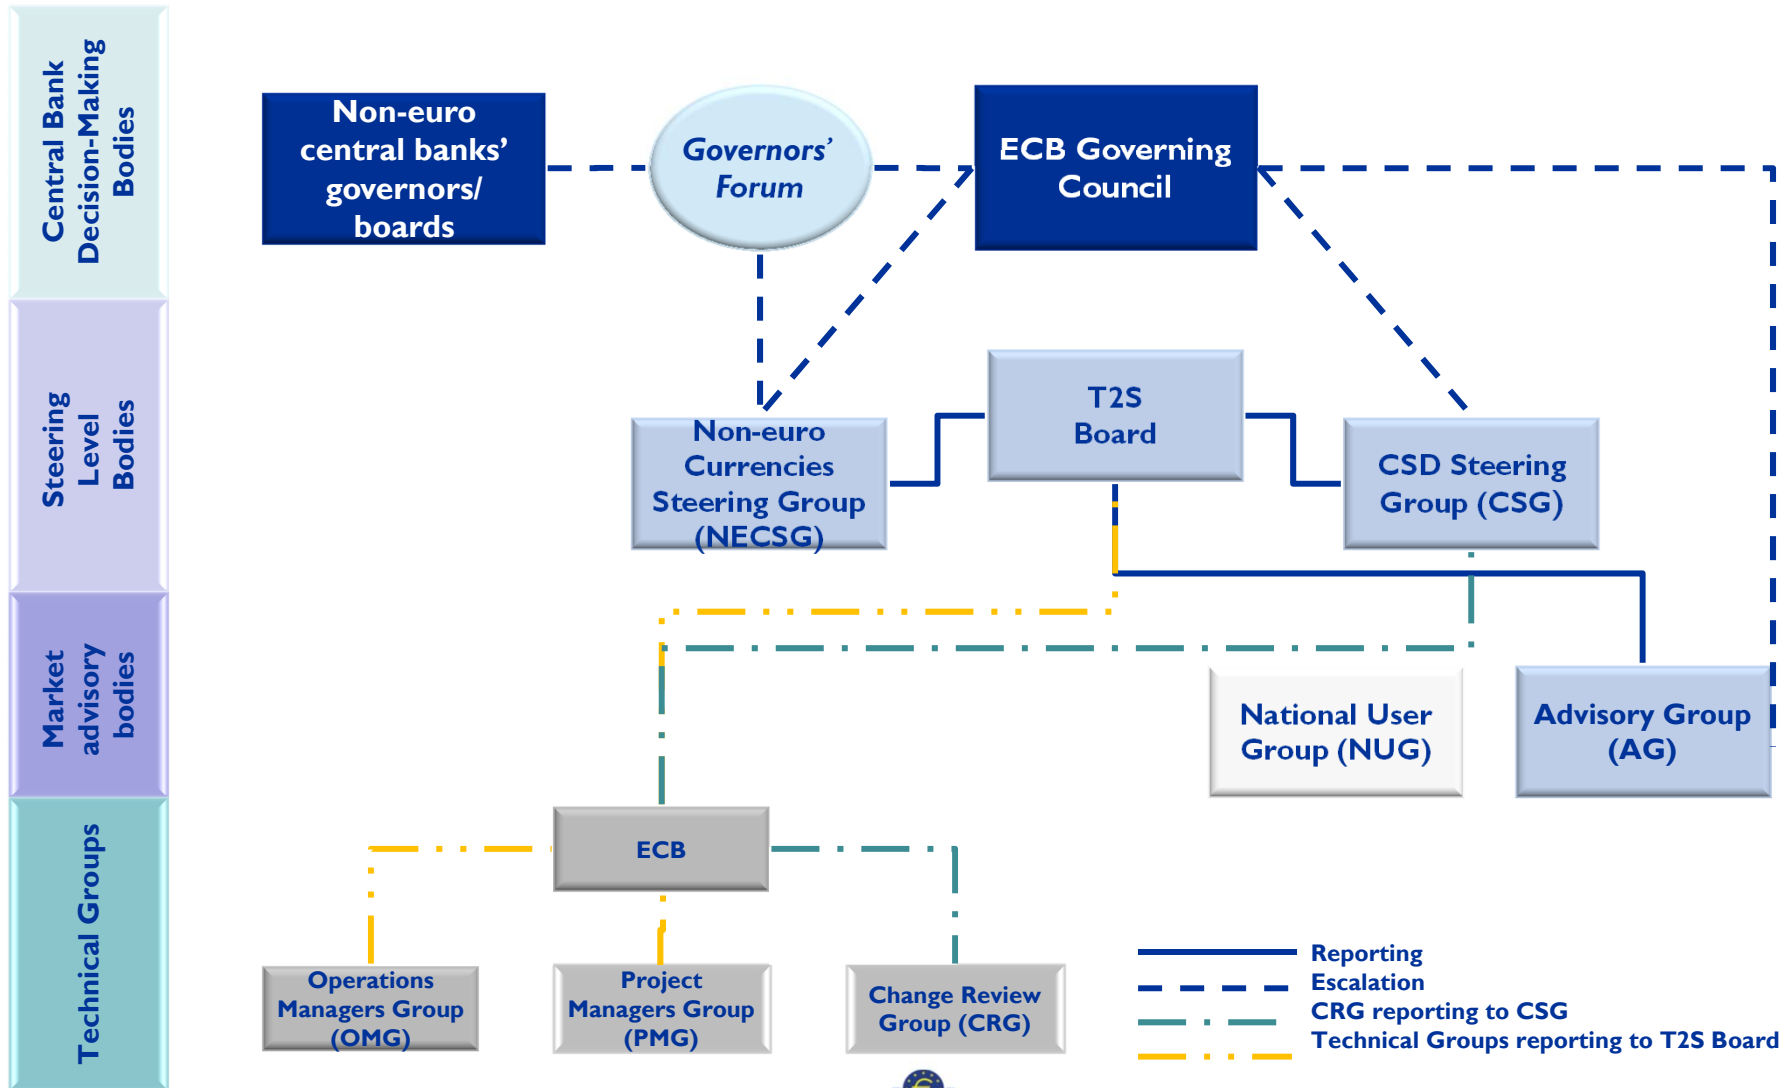 Central Bank
Decision-Making
Bodies
Non-euro
central banks’
governors/
boards
Governors’
Forum
ECB Governing
Council
Steering
Level
Bodies
Non-euro
Currencies
Steering Group
(NECSG)
T2S
Board
CSD Steering
Group (CSG)
Market
advisory
bodies
National User
Group (NUG)
Advisory Group
(AG)
Technical Groups
ECB
Operations
Managers Group
(OMG)
Project
Managers Group
(PMG)
Change Review
Group (CRG)
Reporting
Escalation
CRG reporting to CSG
Technical Groups reporting to T2S Board
€